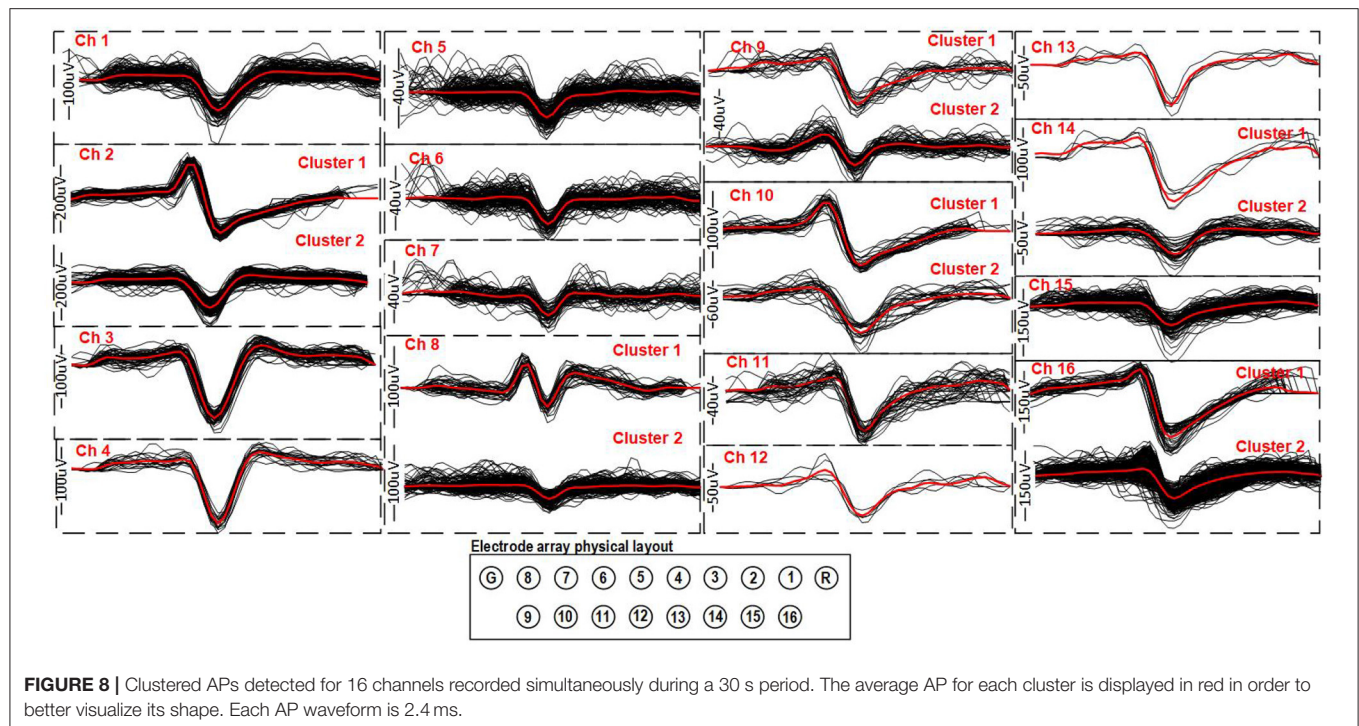 Ch 1
100uV
Ch 2
Cluster 1
200uV
Cluster 2
200uV
Ch 3
100uV
Ch 4
100uV
Ch 5
40uV
Ch 6
40uV
Ch 7
40uV
Ch 8
Cluster 1
100uV
Cluster 2
100uV
Ch 9
Cluster 1
40uV
Cluster 2
Ch 10
Cluster 1
100uV
Cluster 2
60uV
Ch 11
40uV
Ch 12
50uV
Ch 13
50uV
Ch 14
Cluster 1
100uV
Cluster 2
50uV
Ch 15
150uV
Ch 16
Cluster 1
150uV
Cluster 2
150uV
Electrode array physical layout
G 8 7 6 5 4 3 2 1 R
9 10 11 12 13 14 15 16
FIGURE 8 | Clustered APs detected for 16 channels recorded simultaneously during a 30 s period. The average AP for each cluster is displayed in red in order to
better visualize its shape. Each AP waveform is 2.4 ms.